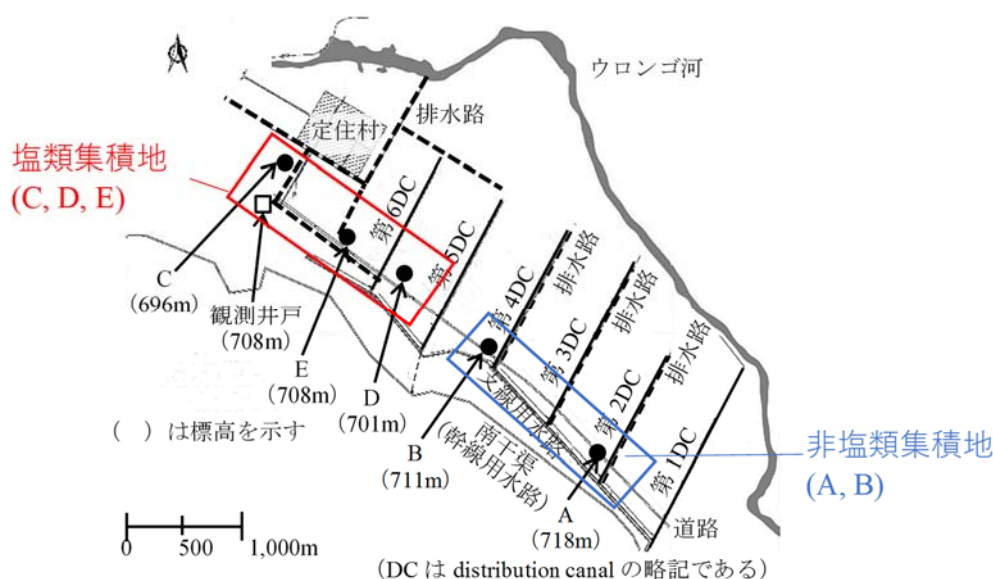 ウロンゴ河
排水路
定住村
塩類集積地
(C, D, E)
第6DC
第5DC
C
(696m)
観測井戸
(708m)
E
(708m)
D
(701m)
B
(711m)
A
(718m)
第4DC
排水路
第3DC
排水路
第2DC
排水路
第1DC
支線用水路
南干渠
(幹線用水路)
道路
非塩類集積地
(A, B)
( )は標高を示す
0 500 1,000m
(DC は distribution canal の略記である)